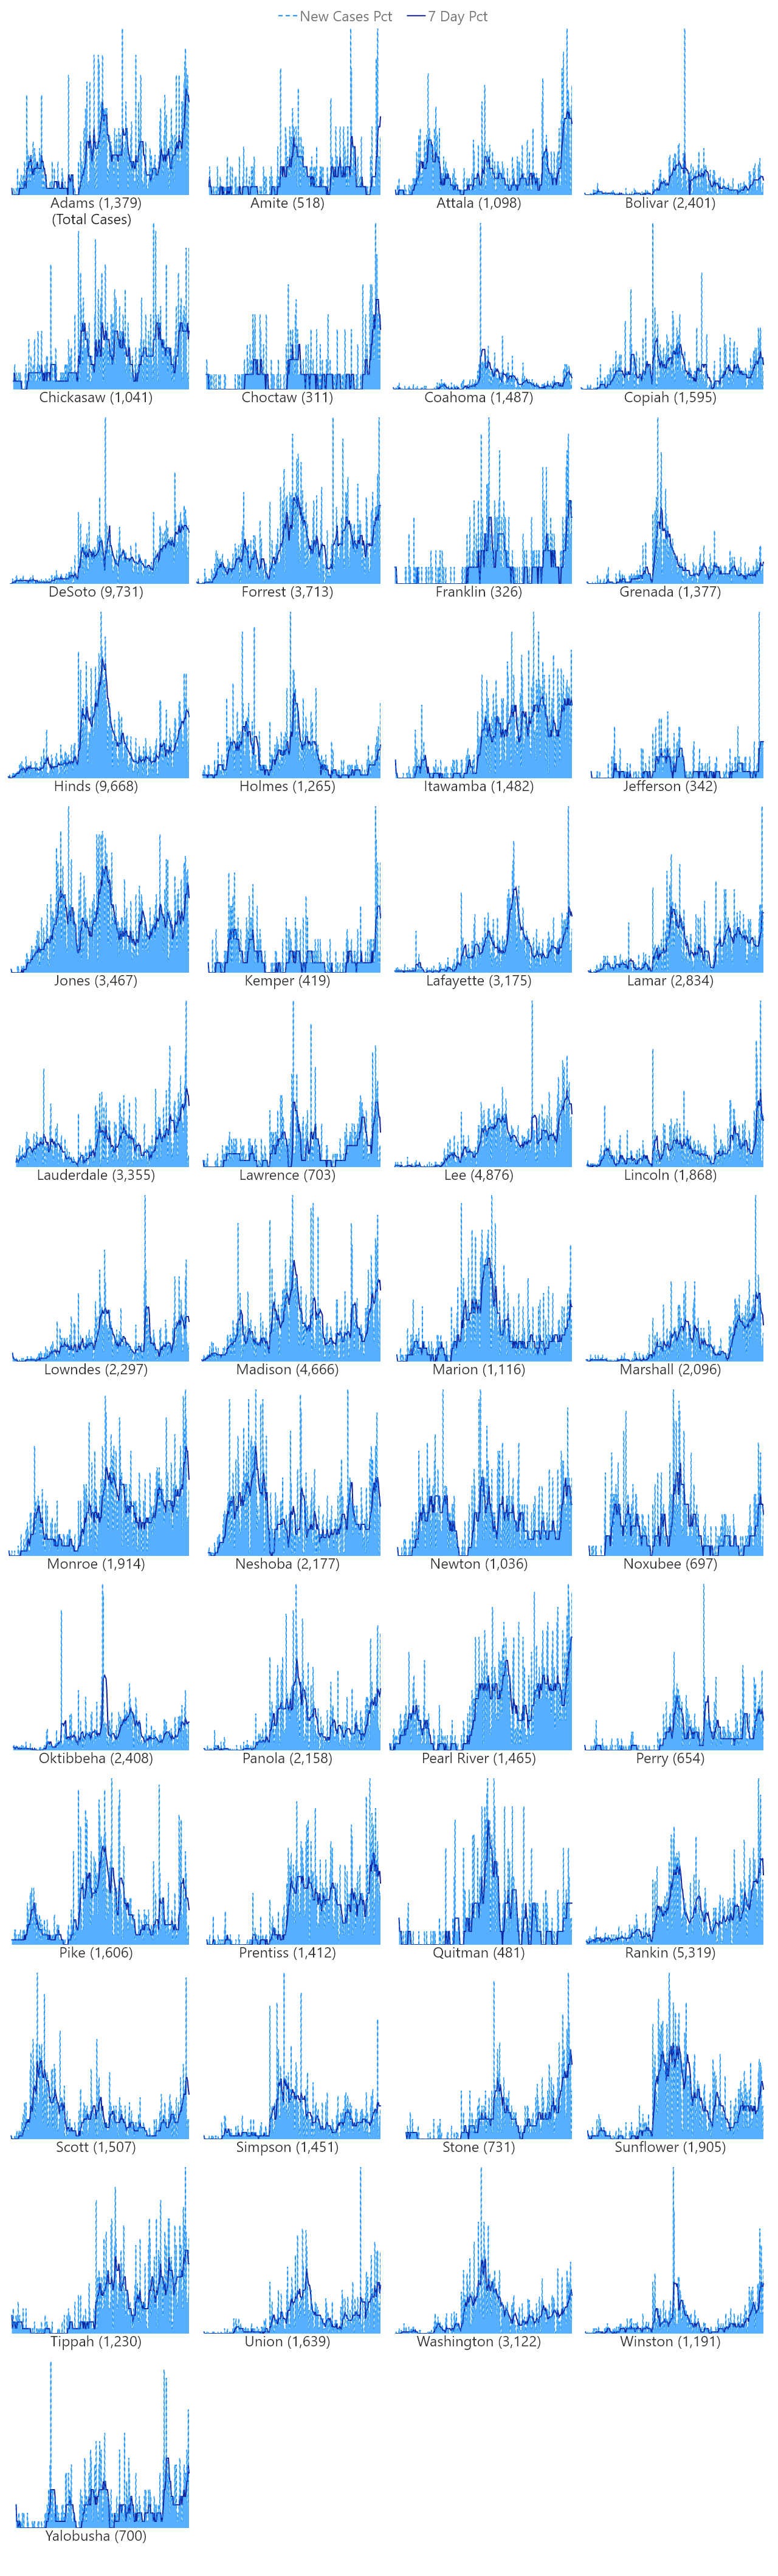 New Cases Pct 7 Day Pct
Adams (1,379) Amite (518) Attala (1,098) Bolivar (2,401)
(Total Cases)
Chickasaw (1,041) Choctaw (311) Coahoma (1,487) Copiah (1,595)
DeSoto (9,731) Forrest (3,713) Franklin (326) Grenada (1,377)
Hinds (9,668) Holmes (1,265) Itawamba (1,482) Jefferson (342)
Jones (3,467) Kemper (419) Lafayette (3,175) Lamar (2,834)
Lauderdale (3,355) Lawrence (703) Lee (4,876) Lincoln (1,868)
Lowndes (2,297) Madison (4,666) Marion (1,116) Marshall (2,096)
Monroe (1,914) Neshoba (2,177) Newton (1,036) Noxubee (697)
Oktibbeha (2,408) Panola (2,158) Pearl River (1,465) Perry (654)
Pike (1,606) Prentiss (1,412) Quitman (481) Rankin (5,319)
Scott (1,507) Simpson (1,451) Stone (731) Sunflower (1,905)
Tippah (1,230) Union (1,639) Washington (3,122) Winston (1,191)
Yalobusha (700)